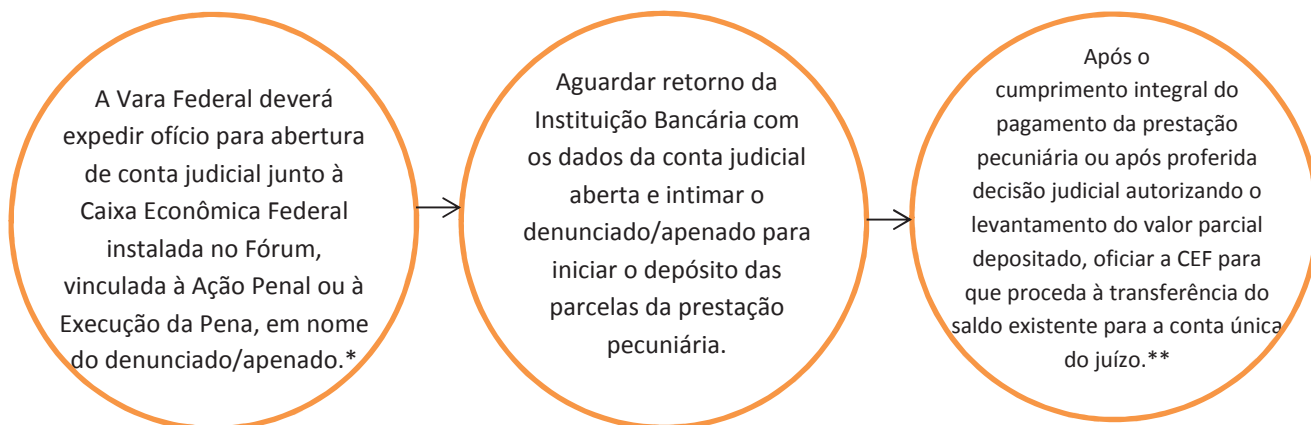 A Vara Federal deverá
expedir ofício para abertura
de conta judicial junto à
Caixa Econômica Federal
instalada no Fórum,
vinculada à Ação Penal ou à
Execução da Pena, em nome
do denunciado/apenado.*
Aguardar retorno da
Instituição Bancária com
os dados da conta judicial
aberta e intimar o
denunciado/apenado para
iniciar o depósito das
parcelas da prestação
pecuniária.
Após o
cumprimento integral do
pagamento da prestação
pecuniária ou após proferida
decisão judicial autorizando o
levantamento do valor parcial
depositado, oficiar a CEF para
que proceda à transferência do
saldo existente para a conta única
do juízo.**